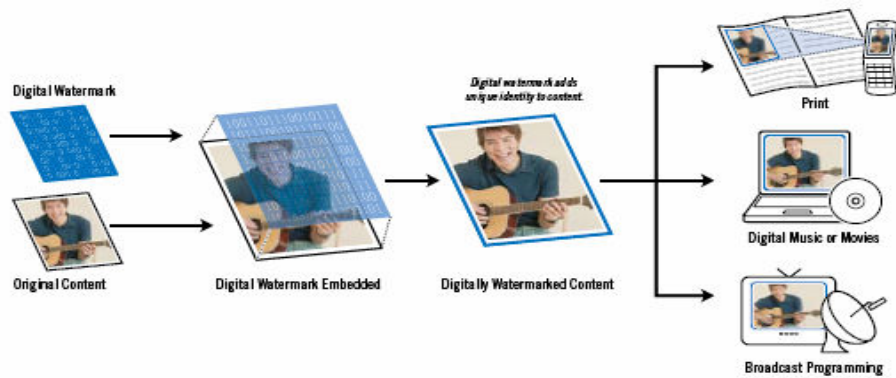 Digital Watermark
Original Content
Digital Watermark Embedded
Digital watermark adds
unique identity to content.
Digitally Watermarked Content
Print
Digital Music or Movies
Broadcast Programming